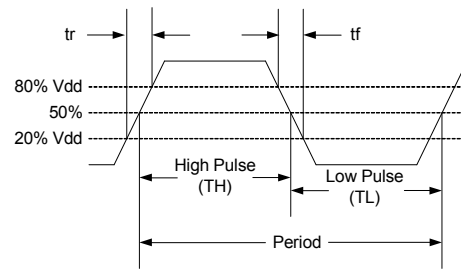 tr
tf
80% Vdd
50%
20% Vdd
High Pulse
(TH)
Low Pulse
(TL)
Period